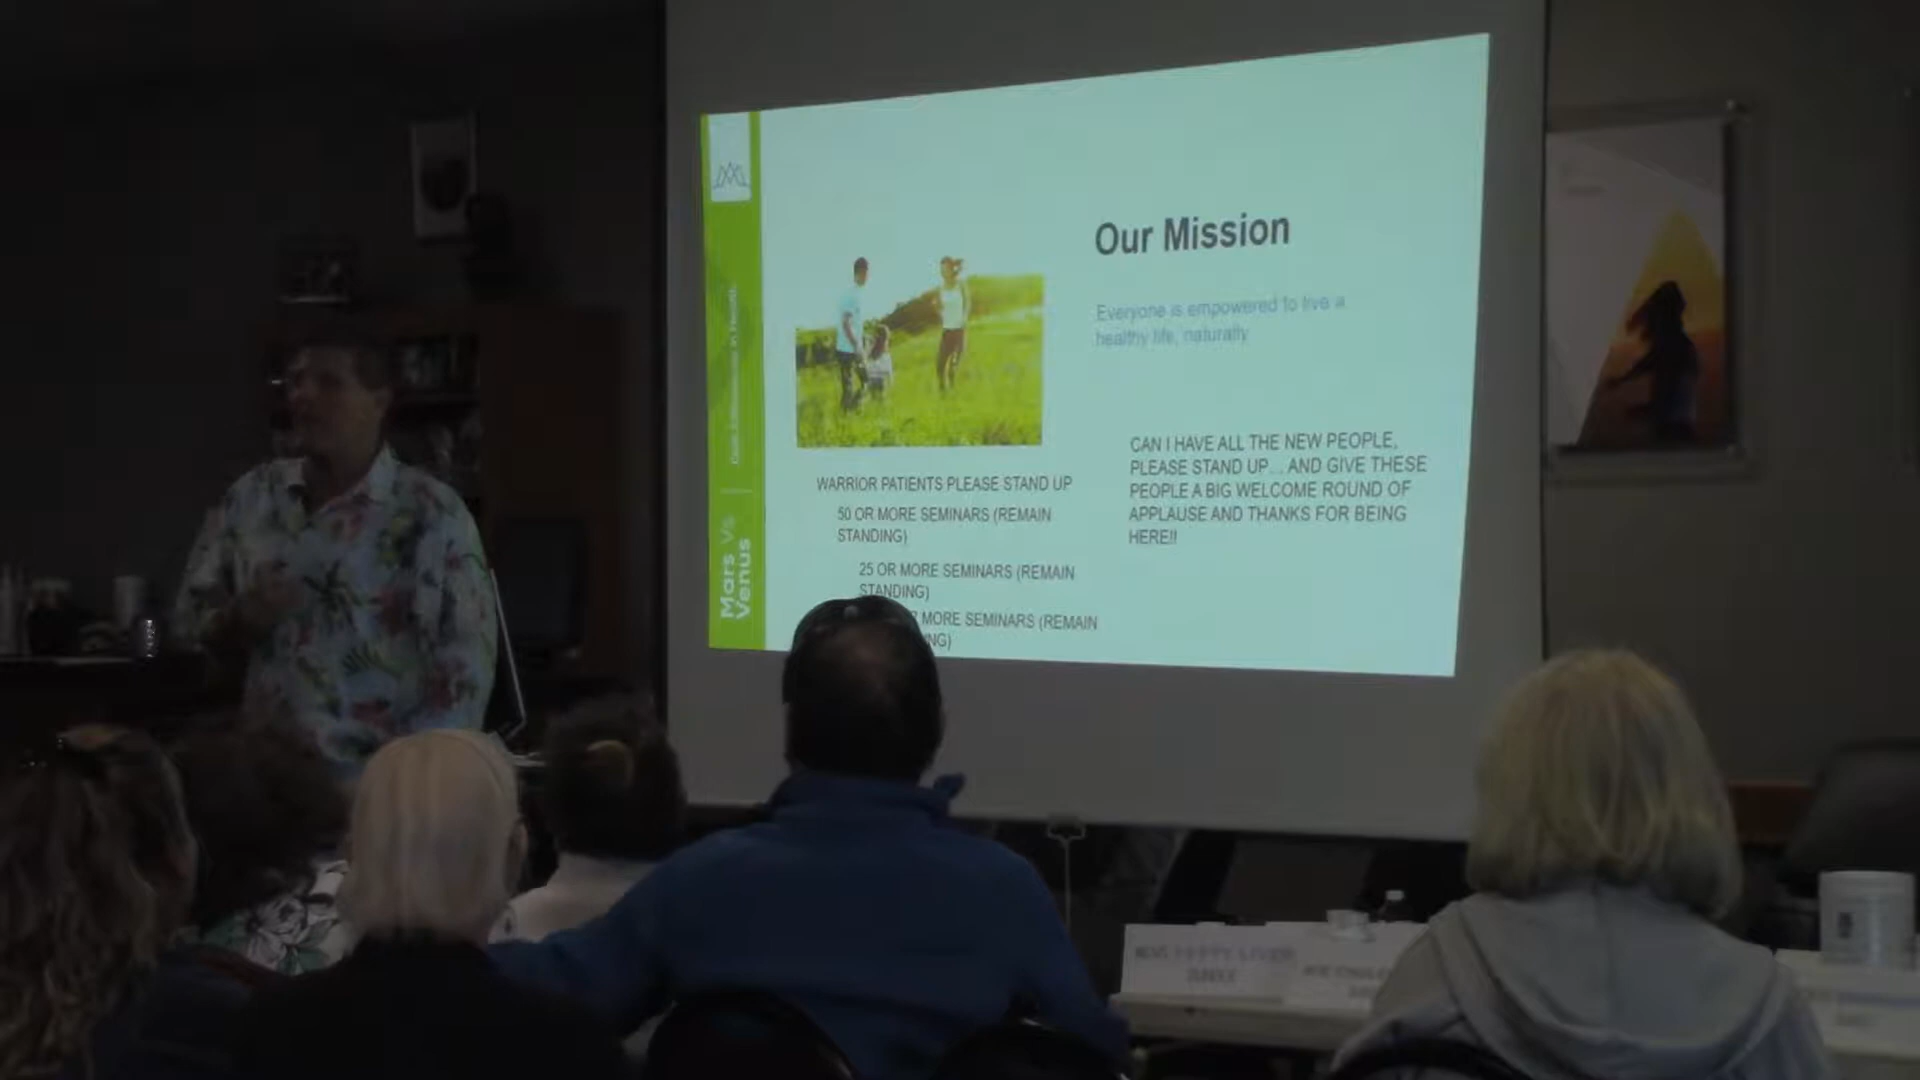 Our Mission
Everyone is empowered to live a
healthy life, naturally
WARRIOR PATIENTS PLEASE STAND UP
50 OR MORE SEMINARS (REMAIN
STANDING)
25 OR MORE SEMINARS (REMAIN
STANDING)
MORE SEMINARS (REMAIN
CAN I HAVE ALL THE NEW PEOPLE,
PLEASE STAND UP... AND GIVE THESE
PEOPLE A BIG WELCOME ROUND OF
APPLAUSE AND THANKS FOR BEING
HERE!!
Mars Vs
Venus